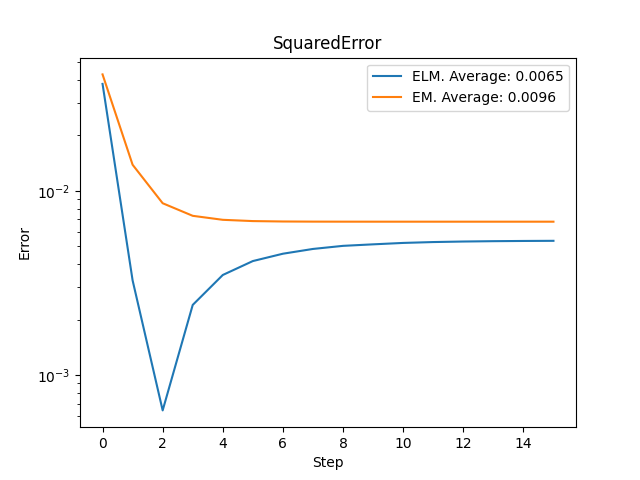 SquaredError
ELM. Average: 0.0065
EM. Average: 0.0096
Error
10⁻²
10⁻³
0 2 4 6 8 10 12 14
Step